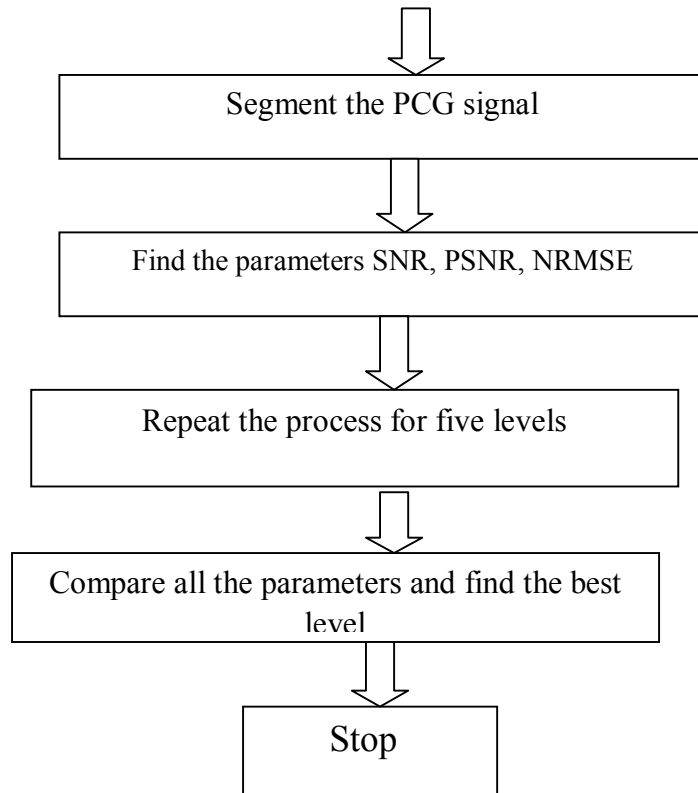 Segment the PCG signal
Find the parameters SNR, PSNR, NRMSE
Repeat the process for five levels
Compare all the parameters and find the best
level
Stop